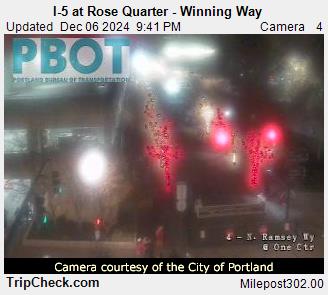 I-5 at Rose Quarter - Winning Way
Updated Dec 06 2024 9:41 PM Camera 4
PBOT
PORTLAND BUREAU OF TRANSPORTATION
4 - N. Ramsey Wy
@ One Ctr
Camera courtesy of the City of Portland
TripCheck.com Milepost302.00